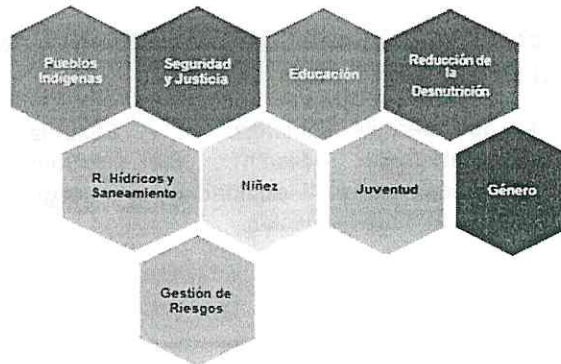 Pueblos
Indígenas
Seguridad
y Justicia
Educación
Reducción de
la
Desnutrición
R. Hídricos y
Saneamiento
Niñez
Juventud
Género
Gestión de
Riesgos